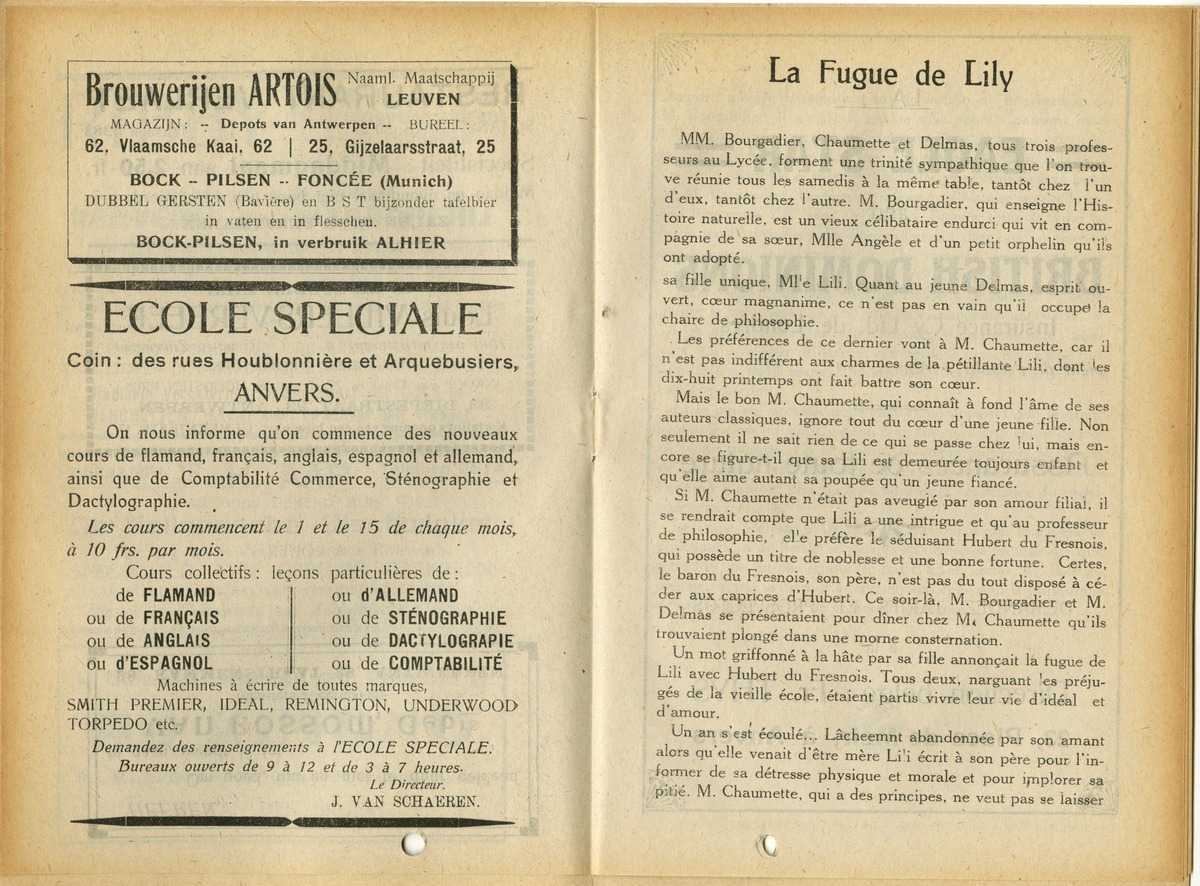 Brouwerijen ARTOIS Naaml. Maatschappij
LEUVEN
MAGAZIJN: -- Depots van Antwerpen -- BUREEL:
62, Vlaamsche Kaai, 62 | 25, Gijzelaarsstraat, 25
BOCK -- PILSEN -- FONCÉE (Munich)
DUBBEL GERSTEN (Bavière) en B S T bijzonder tafelbier
in vaten en in flesschen.
BOCK-PILSEN, in verbruik ALHIER
ECOLE SPECIALE
Coin : des rues Houblonnière et Arquebusiers,
ANVERS.
On nous informe qu'on commence des nouveaux
cours de flamand, français, anglais, espagnol et allemand,
ainsi que de Comptabilité Commerce, Sténographie et
Dactylographie.
Les cours commencent le 1 et le 15 de chaque mois,
à 10 frs. par mois.
Cours collectifs : leçons particulières de :
de FLAMAND ou d'ALLEMAND
ou de FRANÇAIS ou de STÉNOGRAPHIE
ou de ANGLAIS ou de DACTYLOGRAPIE
ou d'ESPAGNOL ou de COMPTABILITÉ
Machines à écrire de toutes marques,
SMITH PREMIER, IDEAL, REMINGTON, UNDERWOOD
TORPEDO etc.
Demandez des renseignements à l'ECOLE SPECIALE.
Bureaux ouverts de 9 à 12 et de 3 à 7 heures.
Le Directeur.
J. VAN SCHAEREN.
La Fugue de Lily
MM. Bourgadier, Chaumette et Delmas, tous trois profes-
seurs au Lycée, forment une trinité sympathique que l'on trou-
ve réunie tous les samedis à la même table, tantôt chez l'un
d'eux, tantôt chez l'autre. M. Bourgadier, qui enseigne l'His-
toire naturelle, est un vieux célibataire endurci qui vit en com-
pagnie de sa sœur, Mlle Angèle et d'un petit orphelin qu'ils
ont adopté.
sa fille unique, Mlle Lili. Quant au jeune Delmas, esprit ou-
vert, cœur magnanime, ce n'est pas en vain qu'il occupe la
chaire de philosophie.
Les préférences de ce dernier vont à M. Chaumette, car il
n'est pas indifférent aux charmes de la pétillante Lili, dont les
dix-huit printemps ont fait battre son cœur.
Mais le bon M. Chaumette, qui connaît à fond l'âme de ses
auteurs classiques, ignore tout du cœur d'une jeune fille. Non
seulement il ne sait rien de ce qui se passe chez lui, mais en-
core se figure-t-il que sa Lili est demeurée toujours enfant et
qu'elle aime autant sa poupée qu'un jeune fiancé.
Si M. Chaumette n'était pas aveuglé par son amour filial, il
se rendrait compte que Lili a une intrigue et qu'au professeur
de philosophie, elle préfère le séduisant Hubert du Fresnois,
qui possède un titre de noblesse et une bonne fortune. Certes,
le baron du Fresnois, son père, n'est pas du tout disposé à cé-
der aux caprices d'Hubert. Ce soir-là, M. Bourgadier et M.
Delmas se présentaient pour dîner chez M. Chaumette qu'ils
trouvaient plongé dans une morne consternation.
Un mot griffonné à la hâte par sa fille annonçait la fugue de
Lili avec Hubert du Fresnois. Tous deux, narguant les préju-
gés de la vieille école, étaient partis vivre leur vie d'idéal et
d'amour.
Un an s'est écoulé... Lâcheemnt abandonnée par son amant
alors qu'elle venait d'être mère Lili écrit à son père pour l'in-
former de sa détresse physique et morale et pour implorer sa
pitié. M. Chaumette, qui a des principes, ne veut pas se laisser